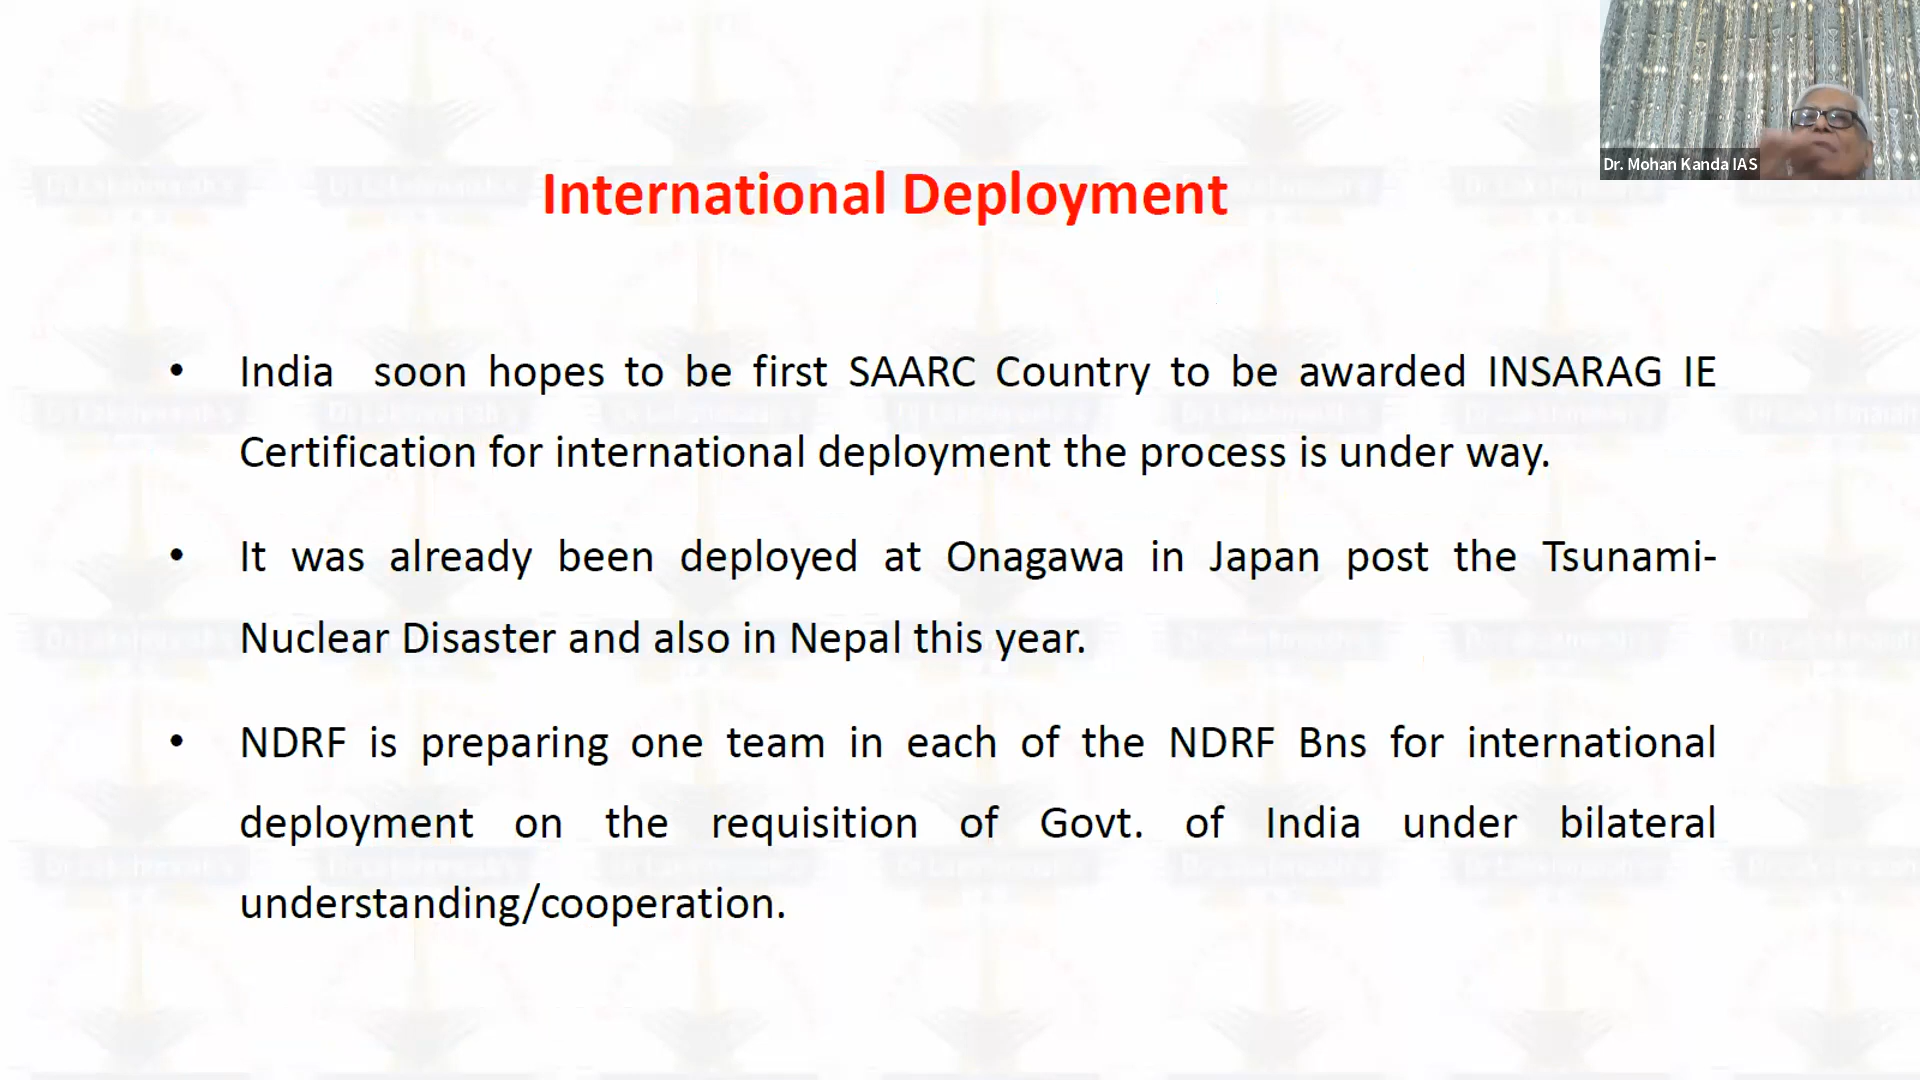 Dr. Mohan Kanda IAS
International Deployment
• India soon hopes to be first SAARC Country to be awarded INSARAG IE
Certification for international deployment the process is under way.
• It was already been deployed at Onagawa in Japan post the Tsunami-
Nuclear Disaster and also in Nepal this year.
• NDRF is preparing one team in each of the NDRF Bns for international
deployment on the requisition of Govt. of India under bilateral
understanding/cooperation.